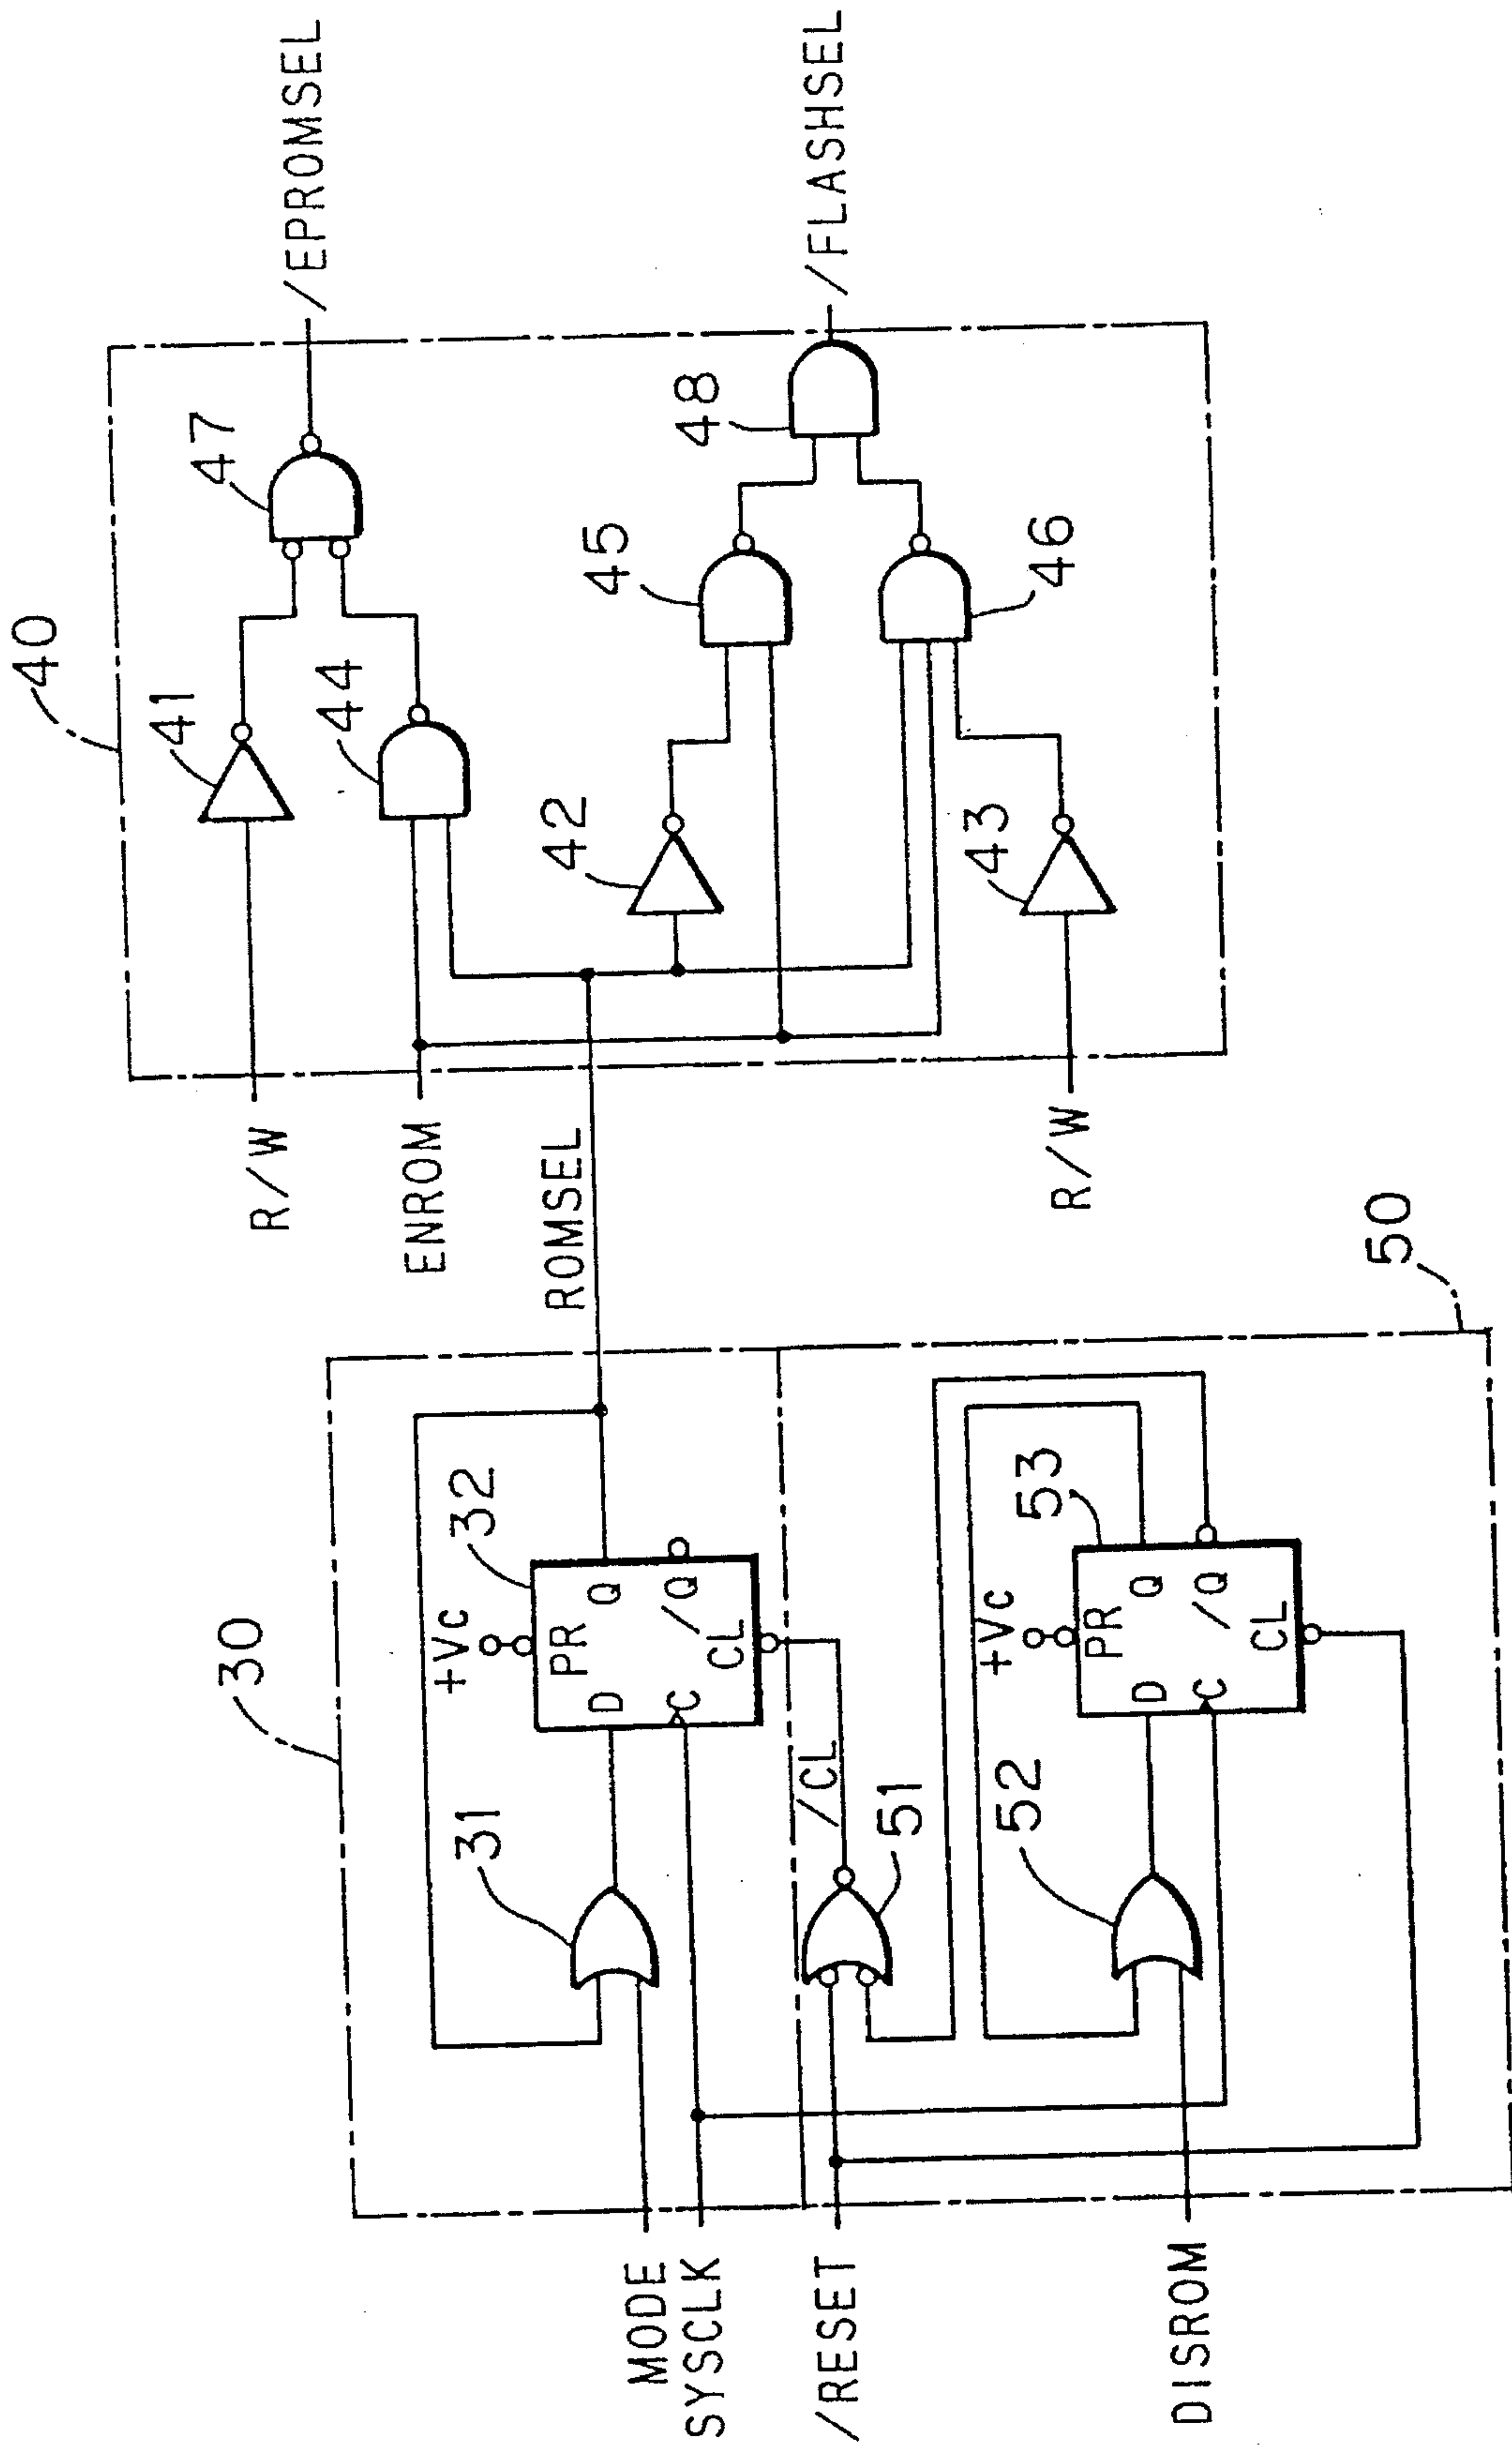 40
41
47
/EPROMSEL
R/W
44
ENROM
ROMSEL
42
45
48
/FLASHSEL
46
43
R/W
30
31
+Vc
32
PR
D
Q
C
/Q
CL
MODE
SYSCLK
/CL
/RESET
51
50
52
+Vc
53
PR
D
Q
C
/Q
CL
DISROM